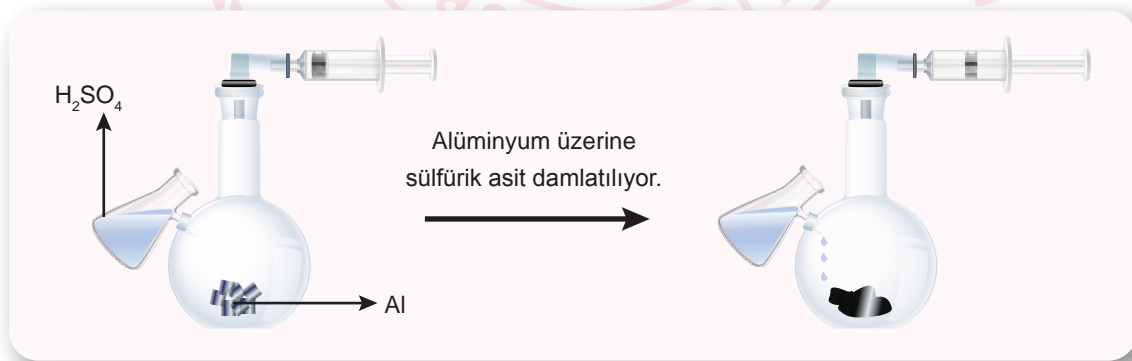 H₂SO₄
Alüminyum üzerine
sülfürik asit damlatılıyor.
Al